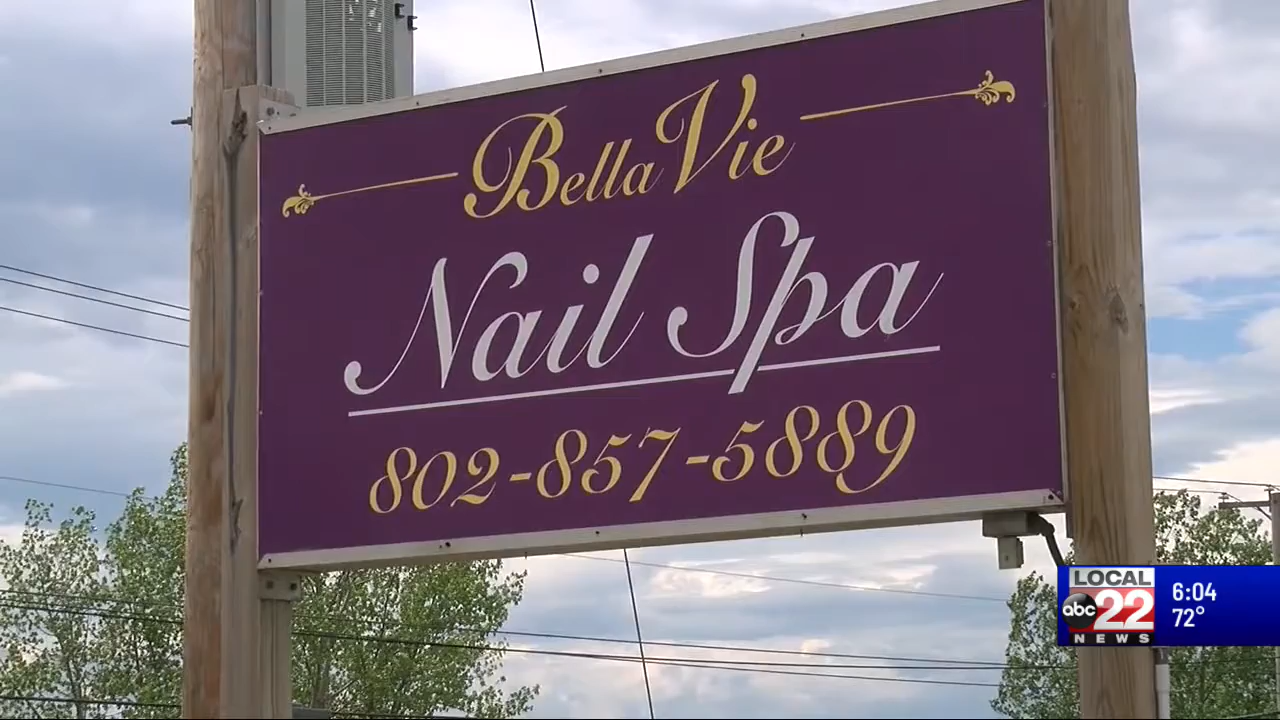 Bella Vie
Nail Spa
802-857-5889
LOCAL
abc 22
NEWS
6:04
72°